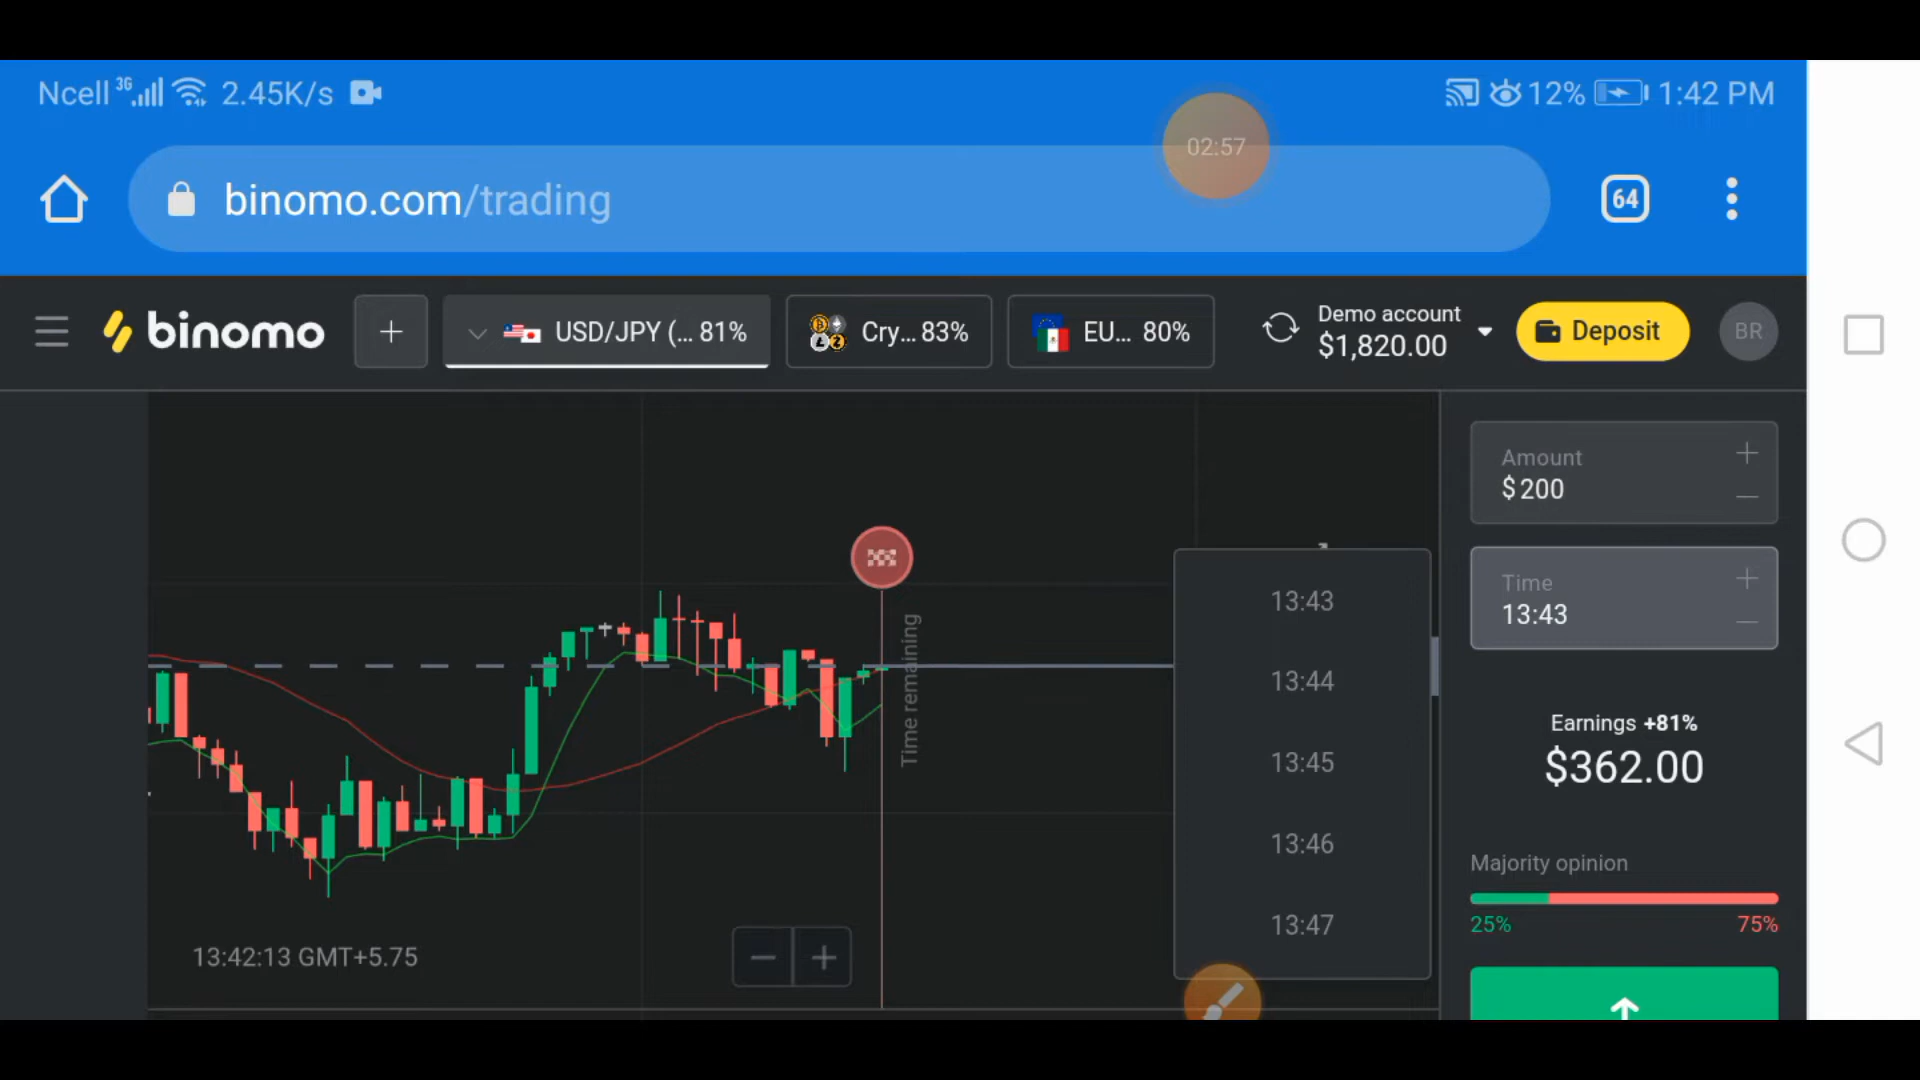 Ncell 3G 2.45K/s 12% 1:42 PM
02:57
binomo.com/trading 64
binomo + USD/JPY (... 81% Cry... 83% EU... 80% Demo account $1,820.00 Deposit BR
Amount
$200
Time
13:43
Time remaining
13:43
13:44
13:45
13:46
13:47
Earnings +81%
$362.00
Majority opinion
25% 75%
13:42:13 GMT+5.75